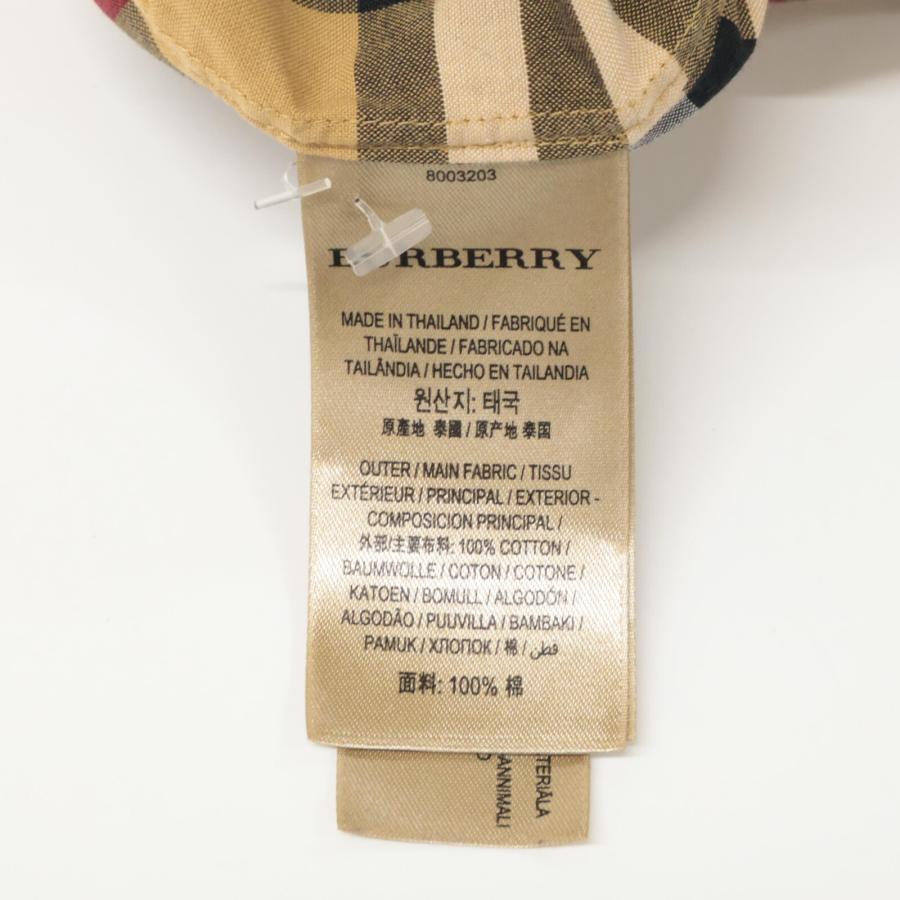 8003203
BURBERRY
MADE IN THAILAND / FABRIQUÉ EN
THAÏLANDE / FABRICADO NA
TAILÂNDIA / HECHO EN TAILANDIA
원산지: 태국
原產地 泰國 / 原产地 泰国
OUTER / MAIN FABRIC / TISSU
EXTÉRIEUR / PRINCIPAL / EXTERIOR -
COMPOSICION PRINCIPAL /
外部/主要布料: 100% COTTON /
BAUMWOLLE / COTON / COTONE /
KATOEN / BOMULL / ALGODÓN /
ALGODÃO / PUUVILLA / BAMBAKI /
PAMUK / ХЛОПОК / 棉 / قطن
面料: 100% 棉
TERIĀLA
ANNIMALI